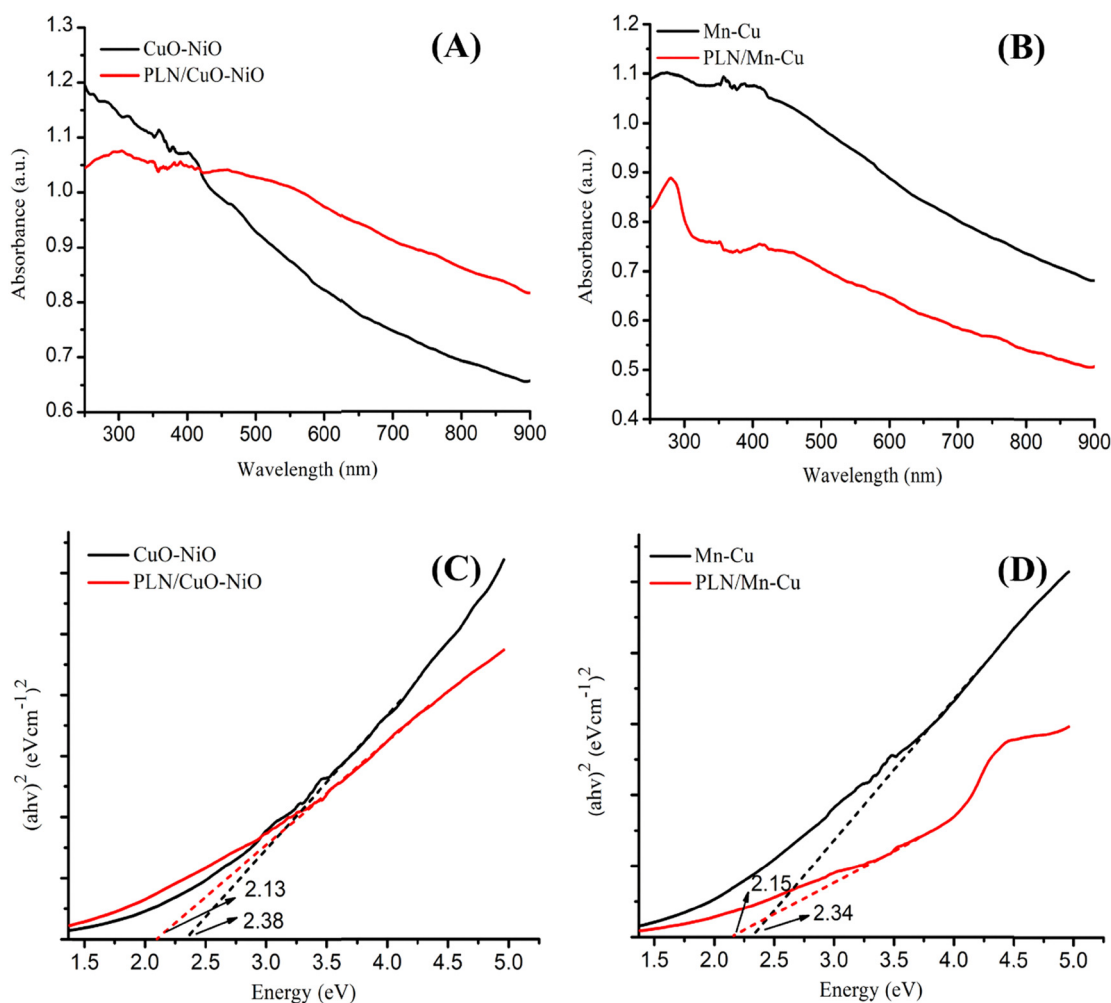 (A)
CuO-NiO
PLN/CuO-NiO
1.3
1.2
1.1
1.0
0.9
0.8
0.7
0.6
Absorbance (a.u.)
300 400 500 600 700 800 900
Wavelength (nm)
(B)
Mn-Cu
PLN/Mn-Cu
1.2
1.1
1.0
0.9
0.8
0.7
0.6
0.5
0.4
Absorbance (a.u.)
300 400 500 600 700 800 900
Wavelength (nm)
(C)
CuO-NiO
PLN/CuO-NiO
(ahv)² (eVcm⁻¹)²
2.13
2.38
1.5 2.0 2.5 3.0 3.5 4.0 4.5 5.0
Energy (eV)
(D)
Mn-Cu
PLN/Mn-Cu
(ahv)² (eVcm⁻¹)²
2.15
2.34
1.5 2.0 2.5 3.0 3.5 4.0 4.5 5.0
Energy (eV)